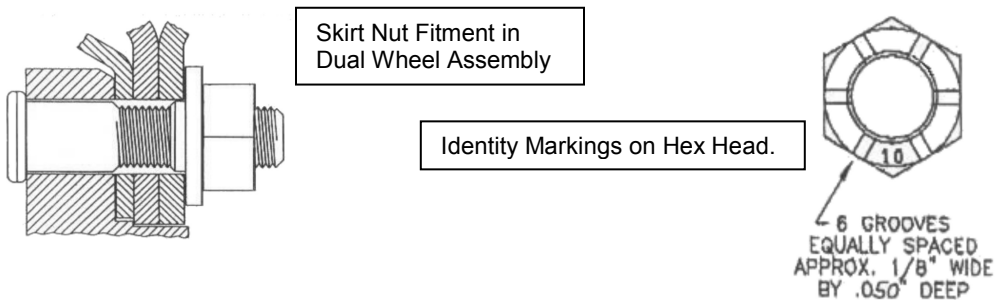 Skirt Nut Fitment in
Dual Wheel Assembly
Identity Markings on Hex Head.
10
6 GROOVES
EQUALLY SPACED
APPROX. 1/8" WIDE
BY .050" DEEP